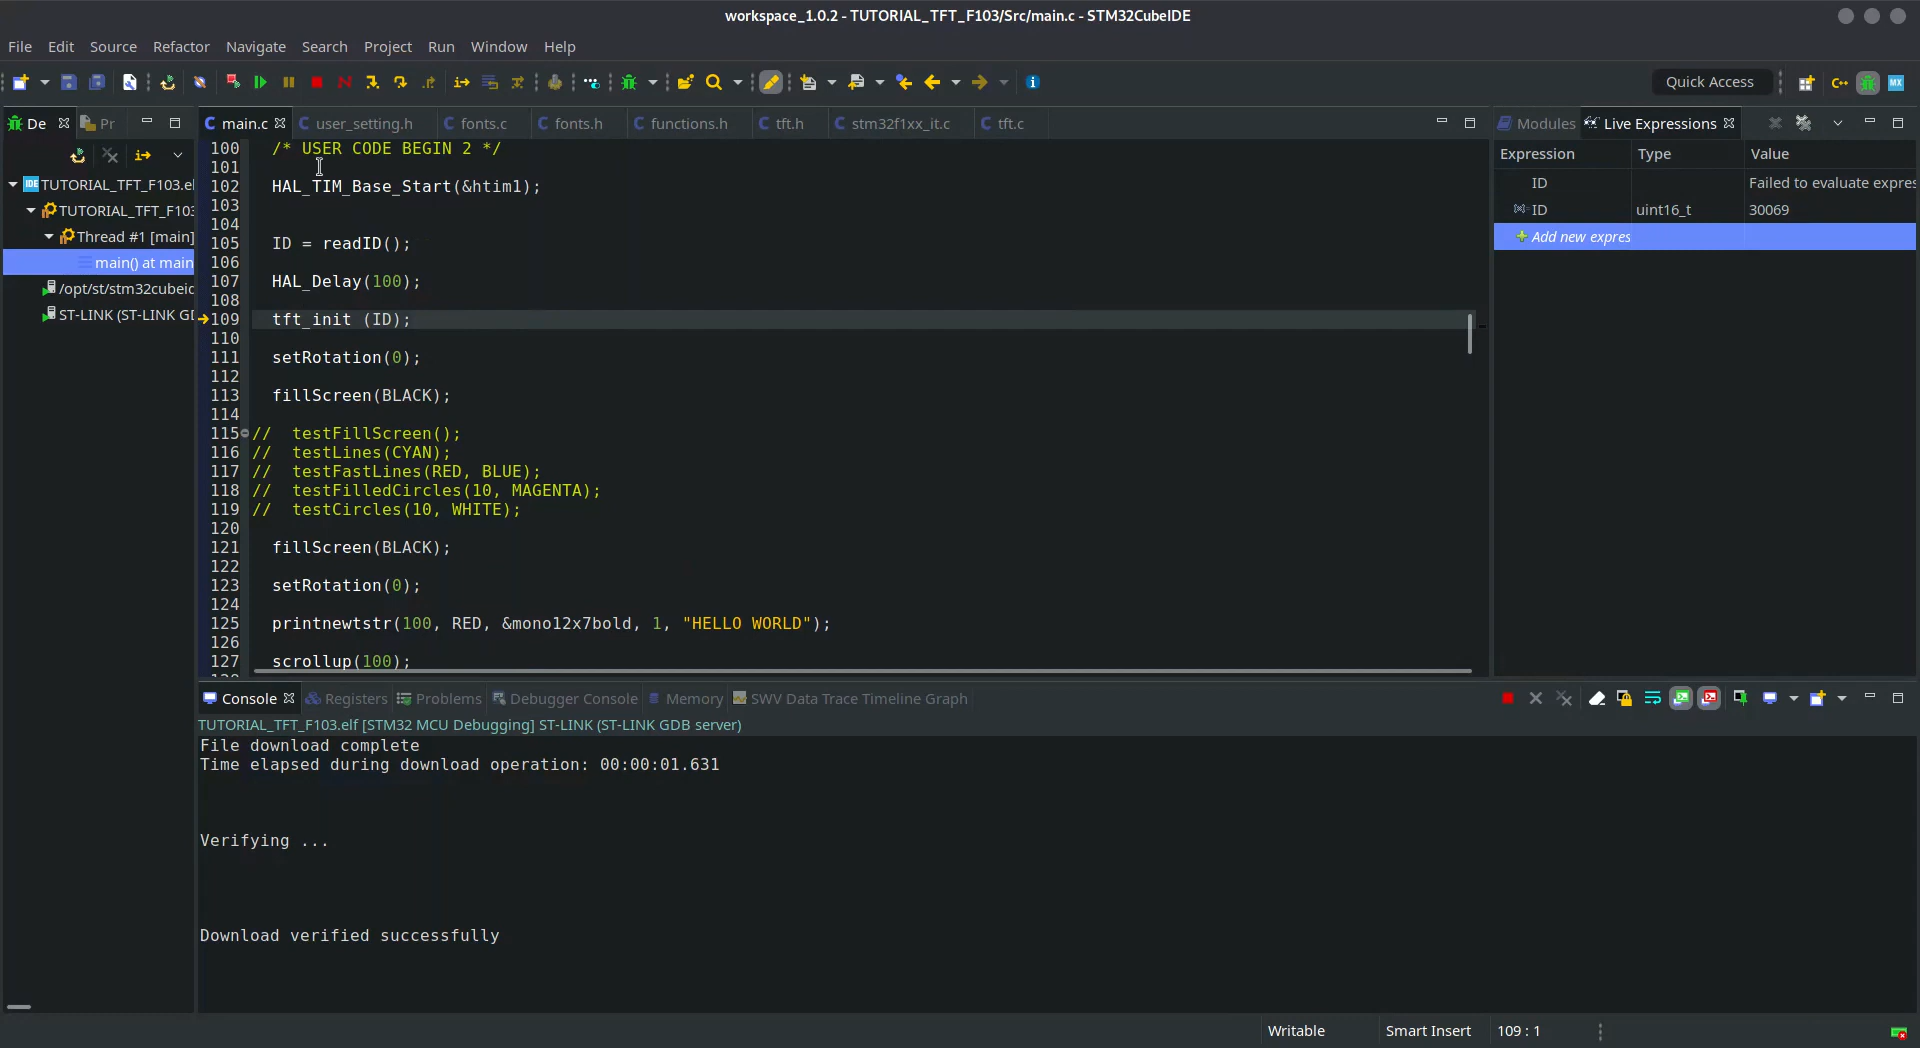 workspace_1.0.2 - TUTORIAL_TFT_F103/Src/main.c - STM32CubeIDE
File Edit Source Refactor Navigate Search Project Run Window Help
Quick Access
De
Pr
main.c user_setting.h fonts.c fonts.h functions.h tft.h stm32f1xx_it.c tft.c
Modules Live Expressions
Expression Type Value
ID Failed to evaluate expres
ID uint16_t 30069
Add new expres
TUTORIAL_TFT_F103.el
TUTORIAL_TFT_F103
Thread #1 [main]
main() at main
/opt/st/stm32cubeid
ST-LINK (ST-LINK GD
100 /* USER CODE BEGIN 2 */
101
102 HAL_TIM_Base_Start(&htim1);
103
104
105 ID = readID();
106
107 HAL_Delay(100);
108
109 tft_init (ID);
110
111 setRotation(0);
112
113 fillScreen(BLACK);
114
115 // testFillScreen();
116 // testLines(CYAN);
117 // testFastLines(RED, BLUE);
118 // testFilledCircles(10, MAGENTA);
119 // testCircles(10, WHITE);
120
121 fillScreen(BLACK);
122
123 setRotation(0);
124
125 printnewtstr(100, RED, &mono12x7bold, 1, "HELLO WORLD");
126
127 scrollup(100);
Console Registers Problems Debugger Console Memory SWV Data Trace Timeline Graph
TUTORIAL_TFT_F103.elf [STM32 MCU Debugging] ST-LINK (ST-LINK GDB server)
File download complete
Time elapsed during download operation: 00:00:01.631
Verifying ...
Download verified successfully
Writable Smart Insert 109 : 1